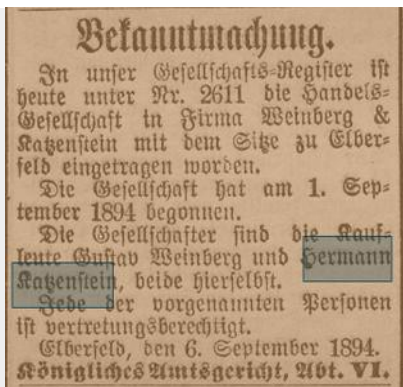 Bekanntmachung.
In unser Gesellschafts-Register ist
heute unter Nr. 2611 die Handels-
Gesellschaft in Firma Weinberg &
Katzenstein mit dem Sitze zu Elber-
feld eingetragen worden.
Die Gesellschaft hat am 1. Sep-
tember 1894 begonnen.
Die Gesellschafter sind die Kauf-
leute Gustav Weinberg und Hermann
Katzenstein, beide hierselbst.
Jede der vorgenannten Personen
ist vertretungsberechtigt.
Elberfeld, den 6. September 1894.
Königliches Amtsgericht, Abt. VI.